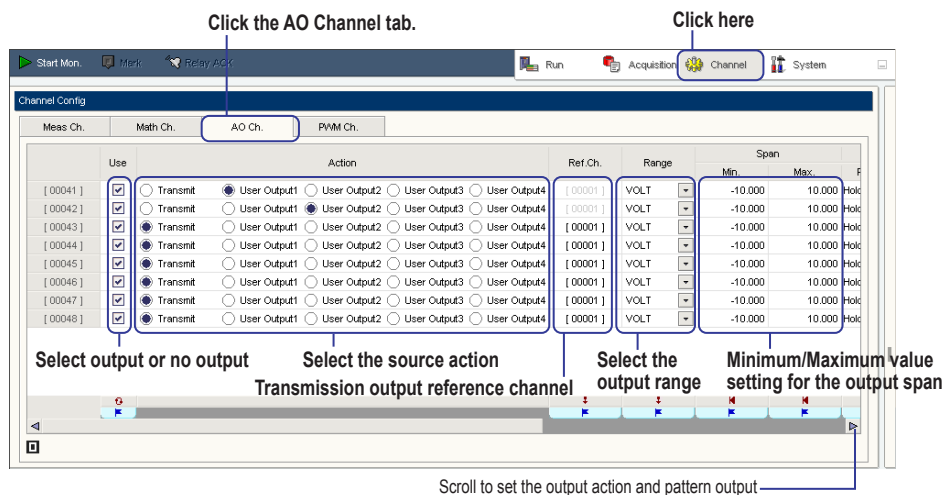 Click the AO Channel tab.
Click here
Start Mon. Mark Relay ACK Run Acquisition Channel System
Channel Config
Meas Ch. Math Ch. AO Ch. PWM Ch.
Use Action Ref.Ch. Range Span
Min. Max.
[ 00041 ] Transmit User Output1 User Output2 User Output3 User Output4 [ 00001 ] VOLT -10.000 10.000 Hold
[ 00042 ] Transmit User Output1 User Output2 User Output3 User Output4 [ 00001 ] VOLT -10.000 10.000 Hold
[ 00043 ] Transmit User Output1 User Output2 User Output3 User Output4 [ 00001 ] VOLT -10.000 10.000 Hold
[ 00044 ] Transmit User Output1 User Output2 User Output3 User Output4 [ 00001 ] VOLT -10.000 10.000 Hold
[ 00045 ] Transmit User Output1 User Output2 User Output3 User Output4 [ 00001 ] VOLT -10.000 10.000 Hold
[ 00046 ] Transmit User Output1 User Output2 User Output3 User Output4 [ 00001 ] VOLT -10.000 10.000 Hold
[ 00047 ] Transmit User Output1 User Output2 User Output3 User Output4 [ 00001 ] VOLT -10.000 10.000 Hold
[ 00048 ] Transmit User Output1 User Output2 User Output3 User Output4 [ 00001 ] VOLT -10.000 10.000 Hold
Select output or no output
Select the source action
Transmission output reference channel
Select the
output range
Minimum/Maximum value
setting for the output span
Scroll to set the output action and pattern output